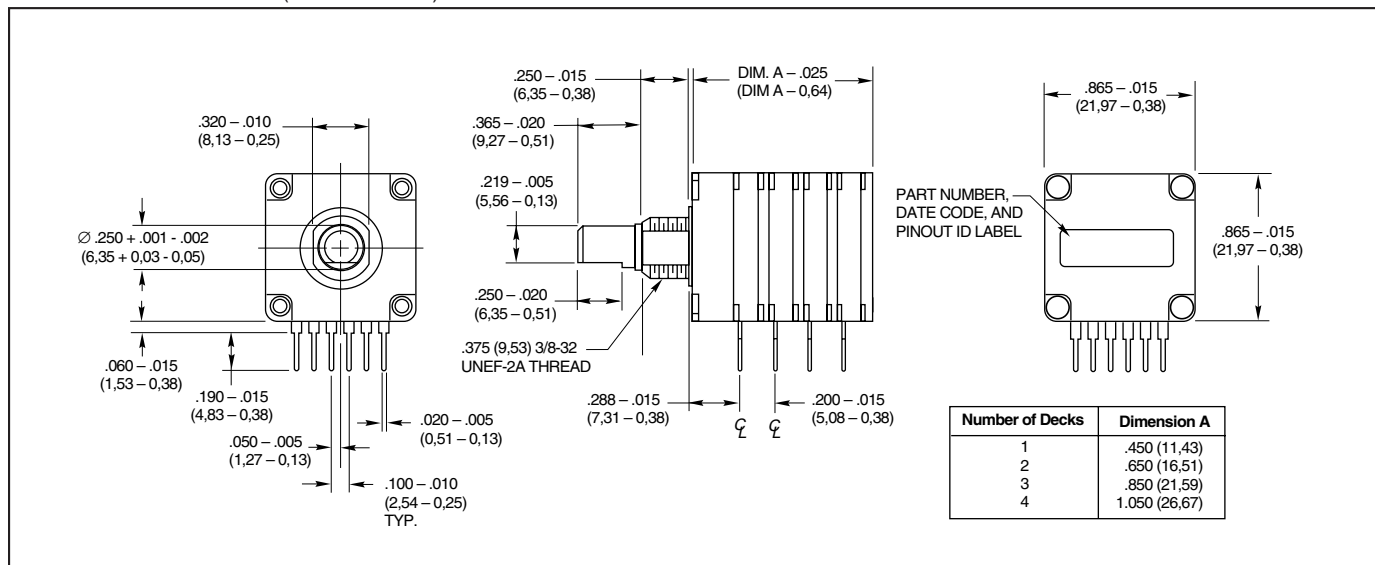 .320 – .010
(8,13 – 0,25)
Ø .250 + .001 - .002
(6,35 + 0,03 - 0,05)
.060 – .015
(1,53 – 0,38)
.190 – .015
(4,83 – 0,38)
.050 – .005
(1,27 – 0,13)
.100 – .010
(2,54 – 0,25)
TYP.
.020 – .005
(0,51 – 0,13)
.250 – .015
(6,35 – 0,38)
.365 – .020
(9,27 – 0,51)
.219 – .005
(5,56 – 0,13)
.250 – .020
(6,35 – 0,51)
.375 (9,53) 3/8-32
UNEF-2A THREAD
DIM. A – .025
(DIM A – 0,64)
.288 – .015
(7,31 – 0,38)
℄ ℄
.200 – .015
(5,08 – 0,38)
.865 – .015
(21,97 – 0,38)
PART NUMBER,
DATE CODE, AND
PINOUT ID LABEL
.865 – .015
(21,97 – 0,38)
Number of Decks Dimension A
1 .450 (11,43)
2 .650 (16,51)
3 .850 (21,59)
4 1.050 (26,67)